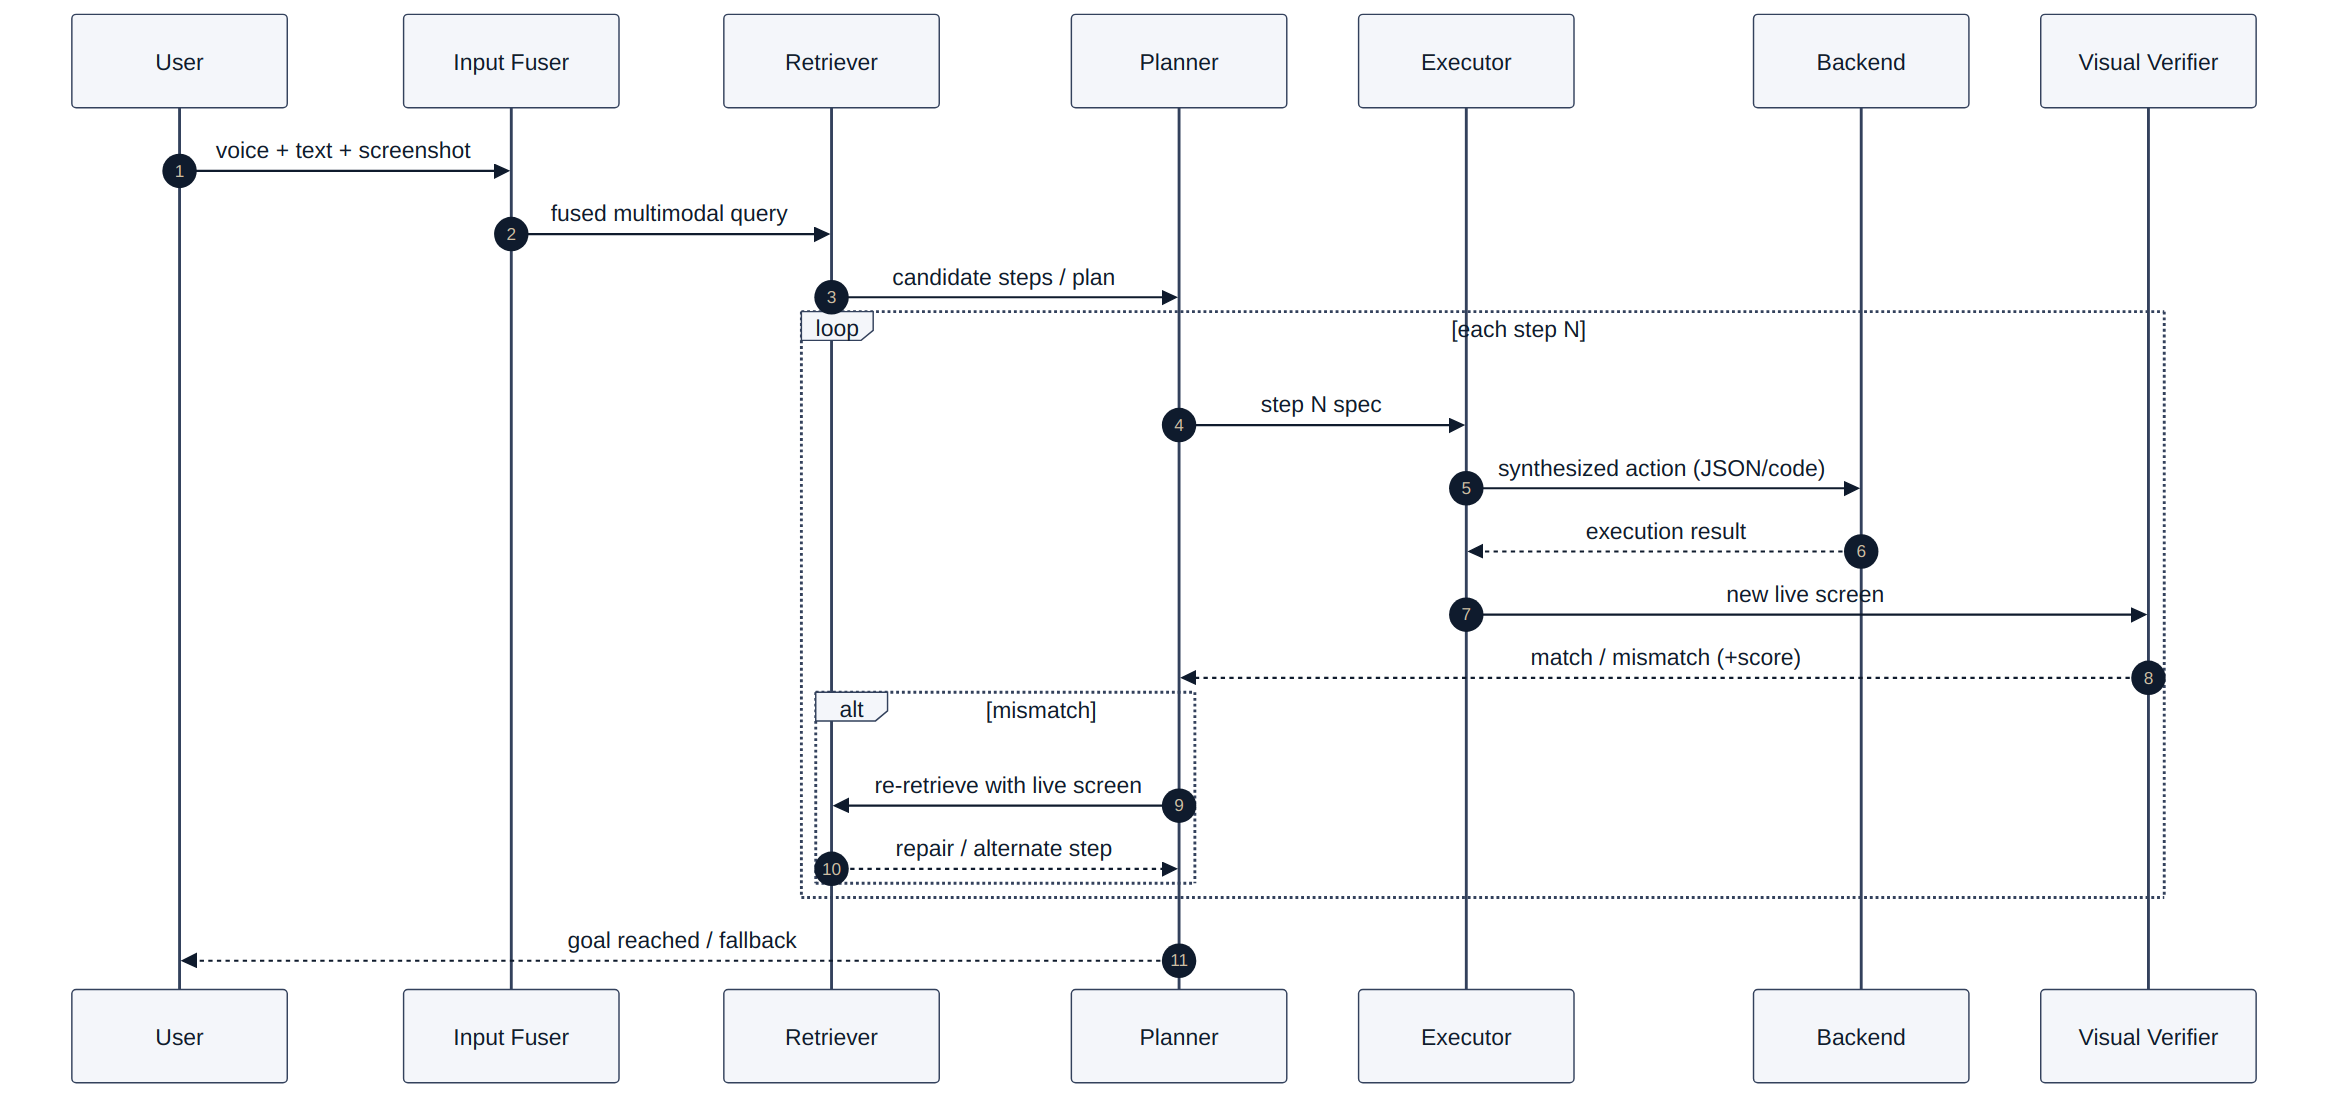 User
Input Fuser
Retriever
Planner
Executor
Backend
Visual Verifier
voice + text + screenshot
1
fused multimodal query
2
candidate steps / plan
3
loop
[each step N]
step N spec
4
synthesized action (JSON/code)
5
execution result
6
new live screen
7
match / mismatch (+score)
8
alt
[mismatch]
re-retrieve with live screen
9
repair / alternate step
10
goal reached / fallback
11
User
Input Fuser
Retriever
Planner
Executor
Backend
Visual Verifier